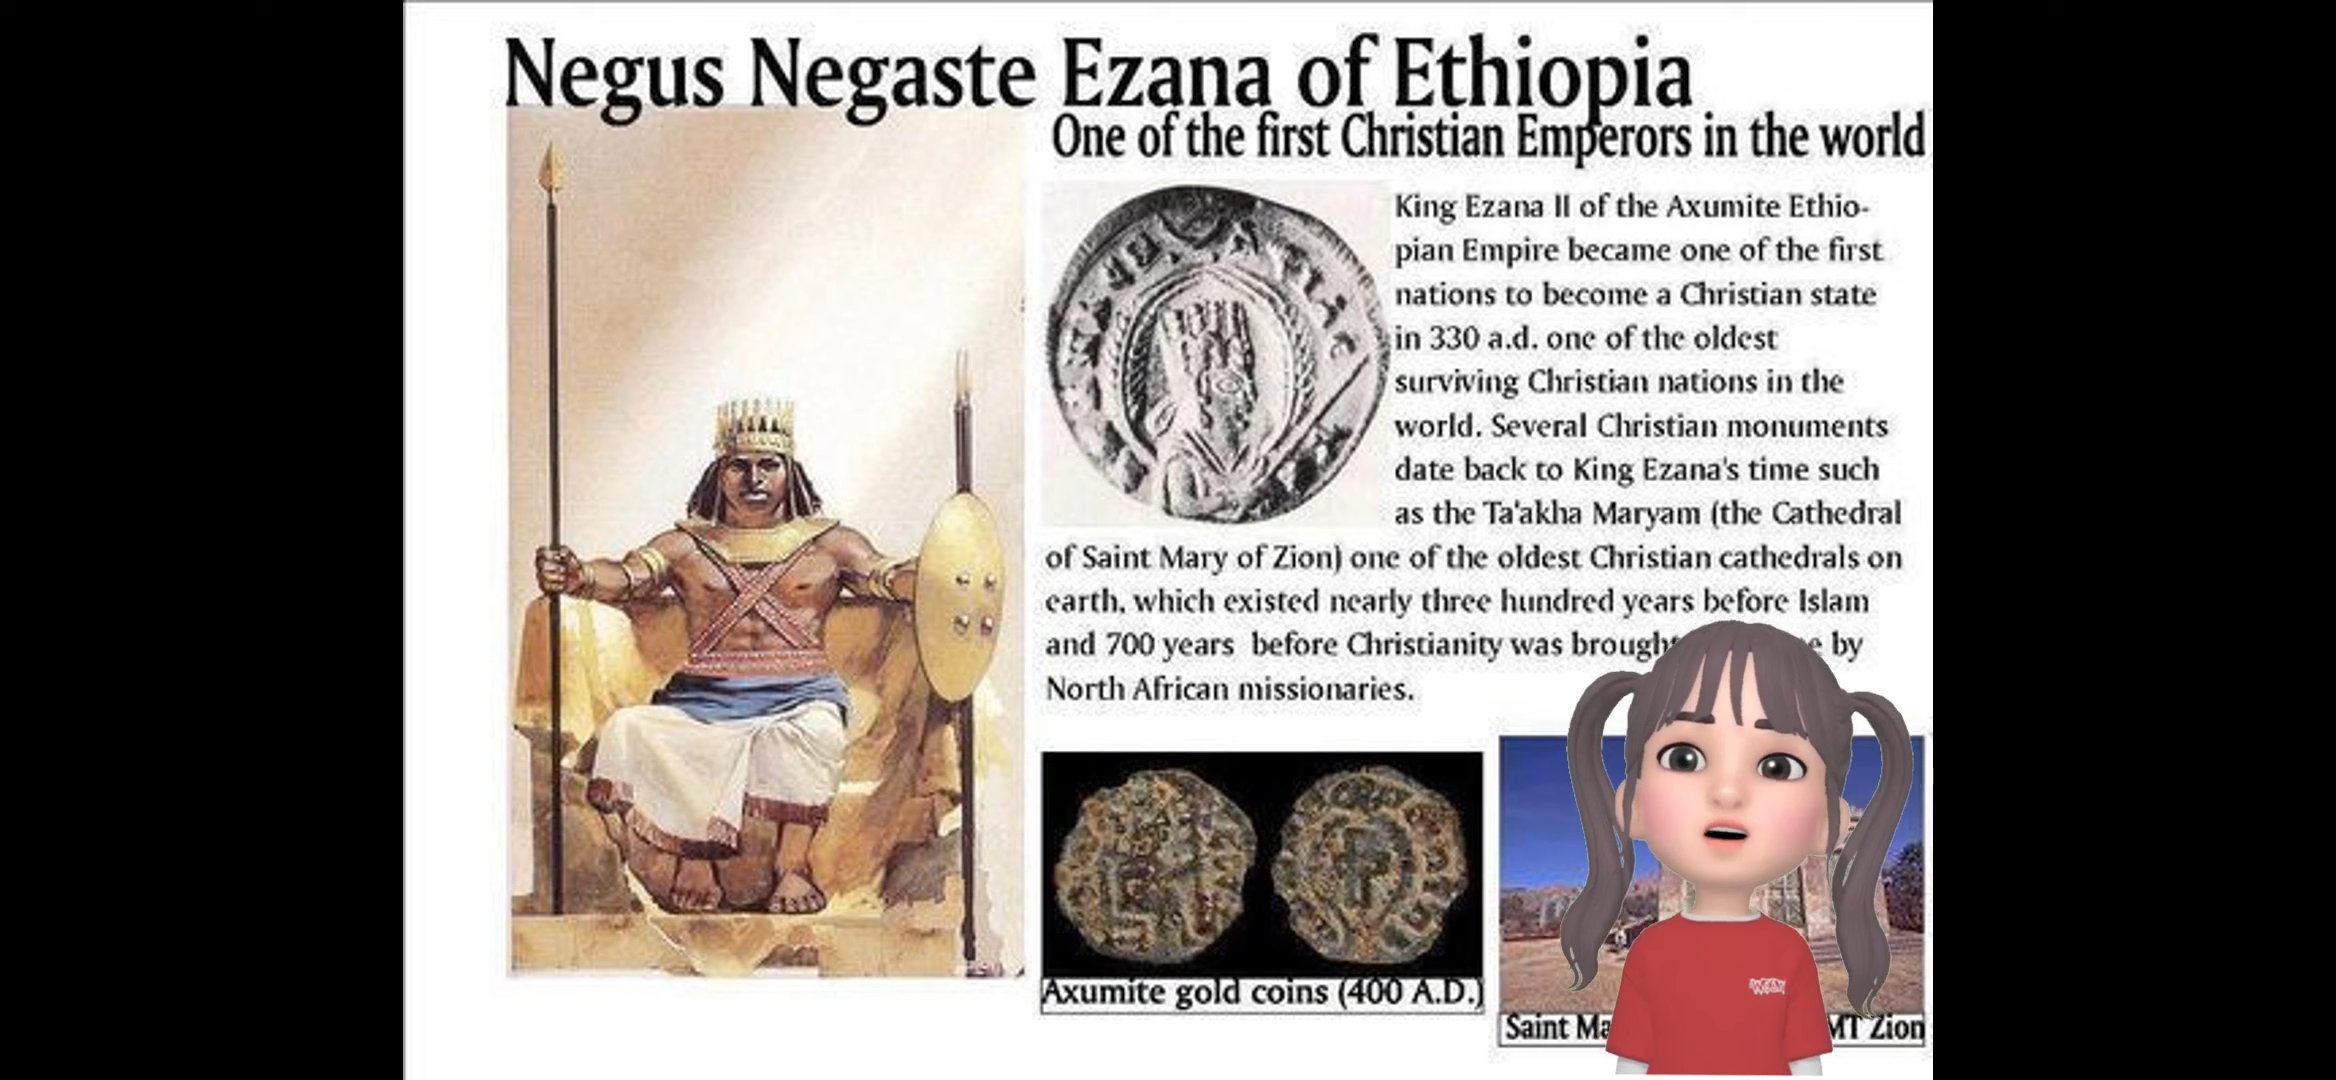 Negus Negaste Ezana of Ethiopia
One of the first Christian Emperors in the world
King Ezana II of the Axumite Ethio-
pian Empire became one of the first
nations to become a Christian state
in 330 a.d. one of the oldest
surviving Christian nations in the
world. Several Christian monuments
date back to King Ezana's time such
as the Ta'akha Maryam (the Cathedral
of Saint Mary of Zion) one of the oldest Christian cathedrals on
earth, which existed nearly three hundred years before Islam
and 700 years before Christianity was by
North African missionaries.
Axumite gold coins (400 A.D.)
Saint MT Zion